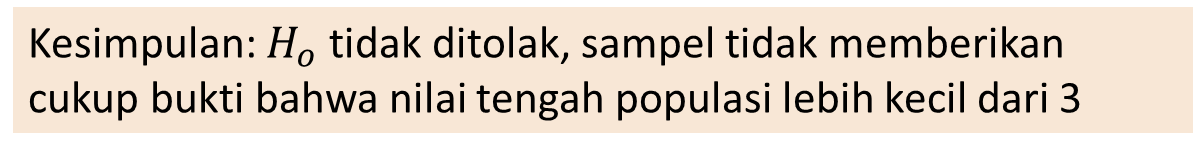 Kesimpulan: Hₒ tidak ditolak, sampel tidak memberikan
cukup bukti bahwa nilai tengah populasi lebih kecil dari 3